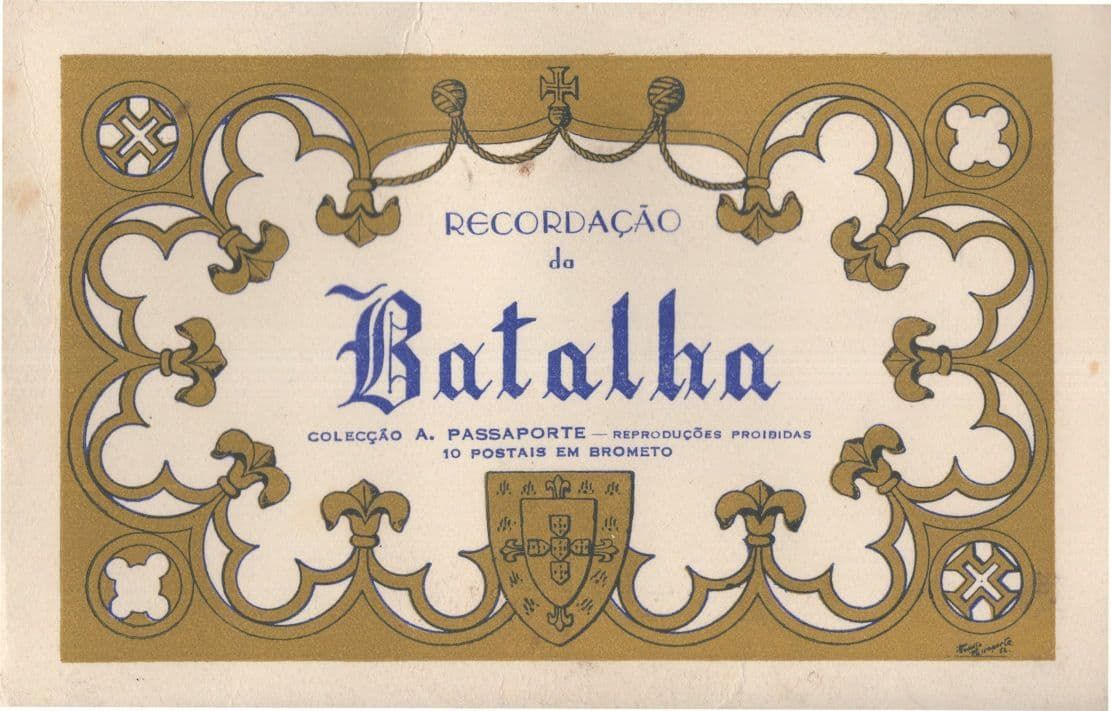 RECORDAÇÃO
da
Batalha
COLECÇÃO A. PASSAPORTE — REPRODUÇÕES PROIBIDAS
10 POSTAIS EM BROMETO